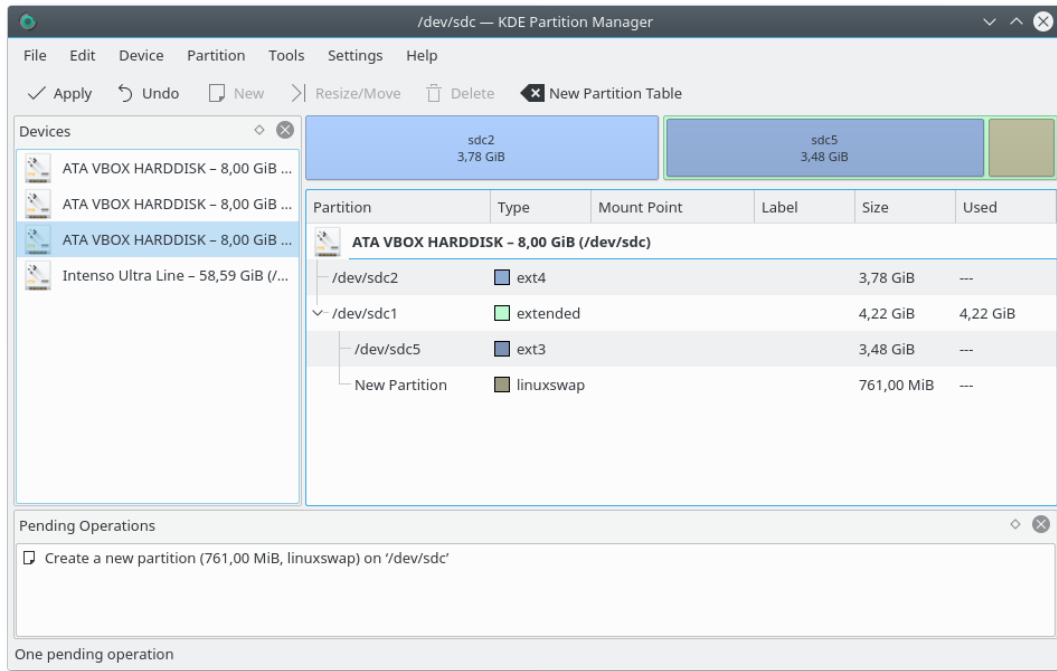 /dev/sdc — KDE Partition Manager
File Edit Device Partition Tools Settings Help
Apply Undo New Resize/Move Delete New Partition Table
Devices
ATA VBOX HARDDISK – 8,00 GiB ...
ATA VBOX HARDDISK – 8,00 GiB ...
ATA VBOX HARDDISK – 8,00 GiB ...
Intenso Ultra Line – 58,59 GiB (/...
sdc2
3,78 GiB
sdc5
3,48 GiB
Partition Type Mount Point Label Size Used
ATA VBOX HARDDISK – 8,00 GiB (/dev/sdc)
/dev/sdc2 ext4 3,78 GiB ---
/dev/sdc1 extended 4,22 GiB 4,22 GiB
/dev/sdc5 ext3 3,48 GiB ---
New Partition linuxswap 761,00 MiB ---
Pending Operations
Create a new partition (761,00 MiB, linuxswap) on ‘/dev/sdc’
One pending operation